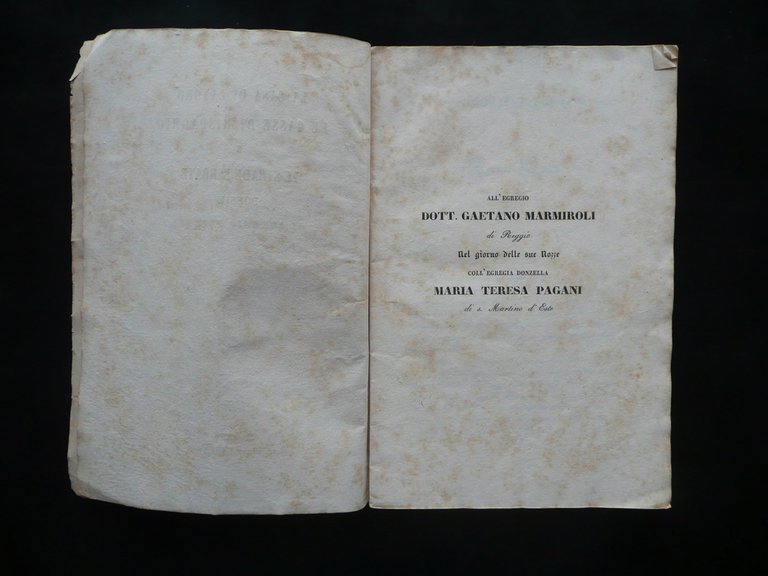 ALL'EGREGIO
DOTT. GAETANO MARMIROLI
di Reggio
Nel giorno delle sue Nozze
COLL'EGREGIA DONZELLA
MARIA TERESA PAGANI
di s. Martino d'Este